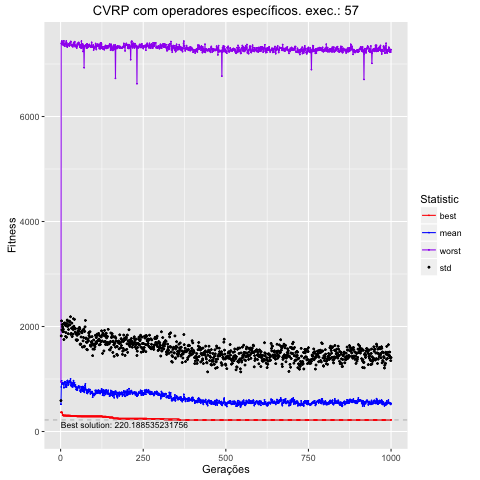 CVRP com operadores específicos. exec.: 57
Fitness
6000
4000
2000
0
Best solution: 220.188535231756
0
250
500
750
1000
Gerações
Statistic
best
mean
worst
std